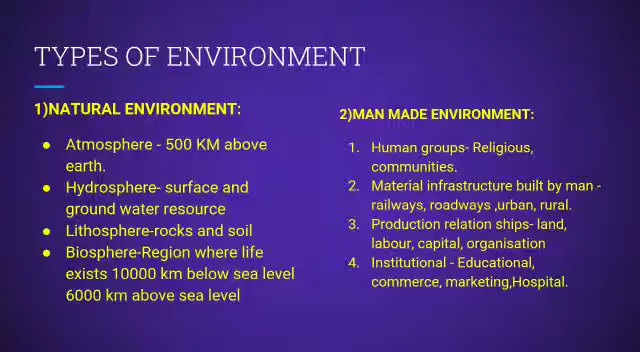 TYPES OF ENVIRONMENT
1)NATURAL ENVIRONMENT:
● Atmosphere - 500 KM above
earth.
● Hydrosphere- surface and
ground water resource
● Lithosphere-rocks and soil
● Biosphere-Region where life
exists 10000 km below sea level
6000 km above sea level
2)MAN MADE ENVIRONMENT:
1. Human groups- Religious,
communities.
2. Material infrastructure built by man -
railways, roadways ,urban, rural.
3. Production relation ships- land,
labour, capital, organisation
4. Institutional - Educational,
commerce, marketing,Hospital.